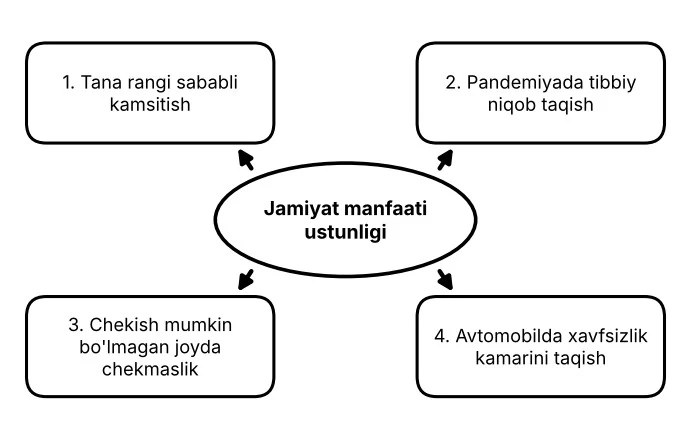 1. Tana rangi sababli
kamsitish
2. Pandemiyada tibbiy
niqob taqish
Jamiyat manfaati
ustunligi
3. Chekish mumkin
bo'lmagan joyda
chekmaslik
4. Avtomobilda xavfsizlik
kamarini taqish